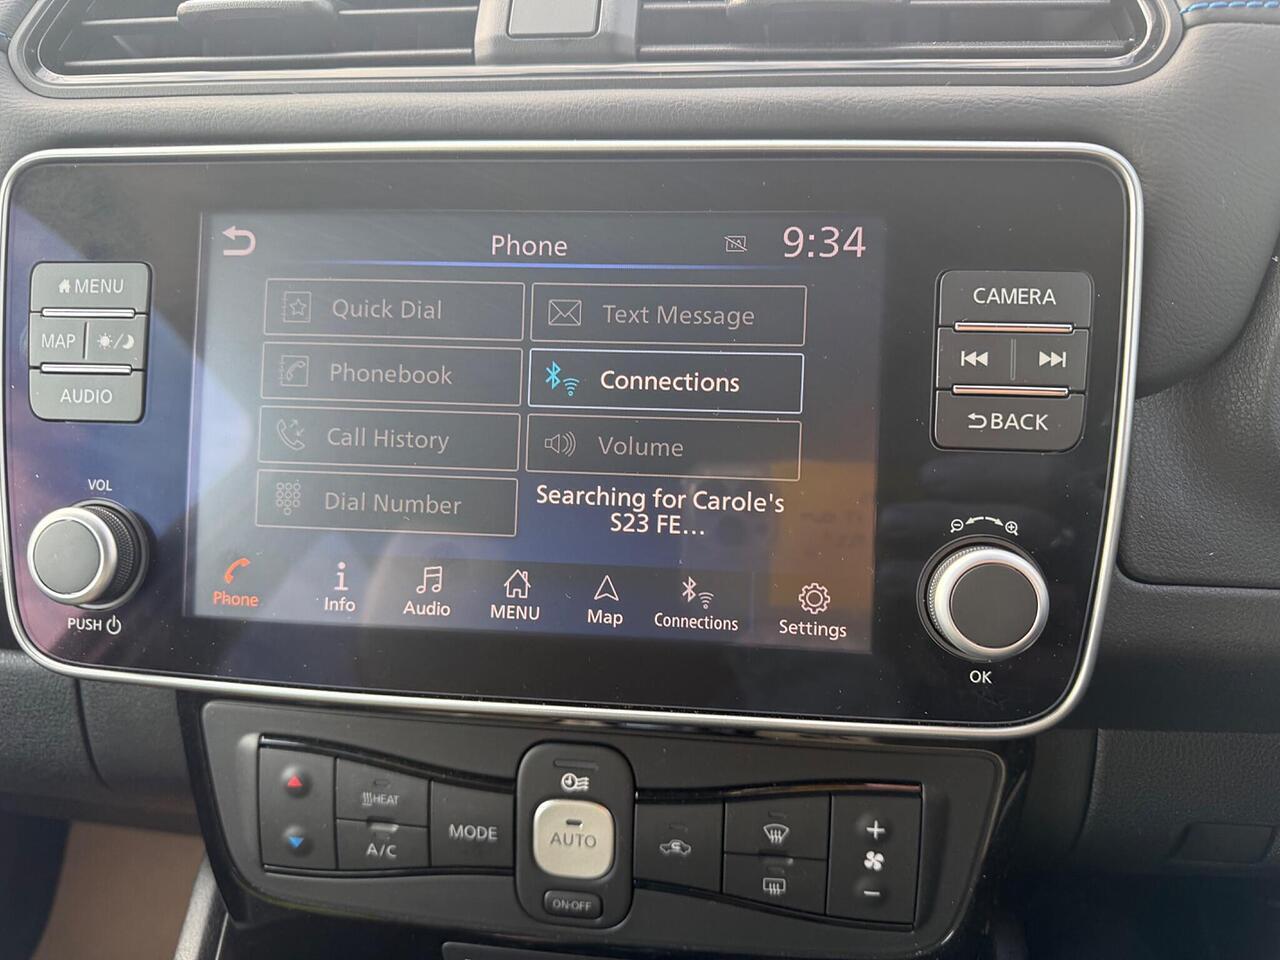 Phone
TA
9:34
MENU
MAP
AUDIO
VOL
PUSH
Quick Dial
Text Message
Phonebook
Connections
Call History
Volume
Dial Number
Searching for Carole's
S23 FE...
Phone
Info
Audio
MENU
Map
Connections
Settings
CAMERA
BACK
OK
HEAT
A/C
MODE
AUTO
ON·OFF